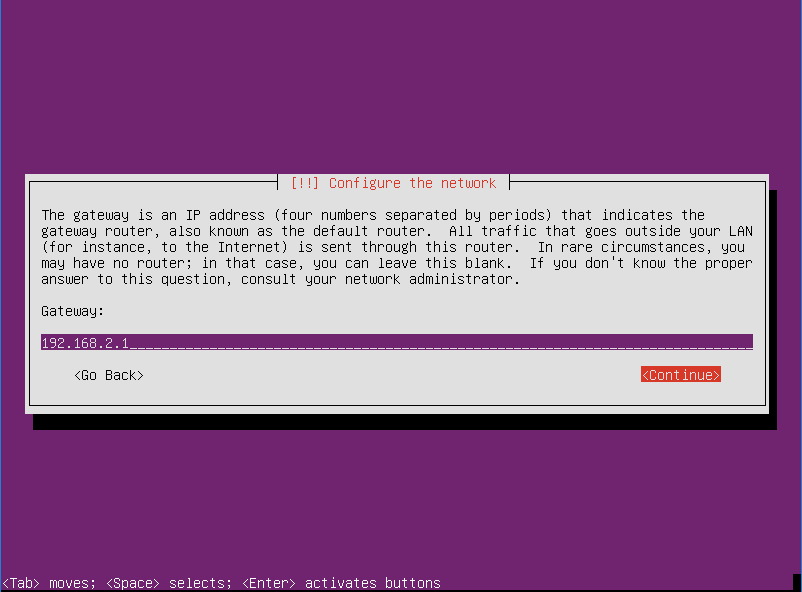 [!!] Configure the network
The gateway is an IP address (four numbers separated by periods) that indicates the
gateway router, also known as the default router.  All traffic that goes outside your LAN
(for instance, to the Internet) is sent through this router.  In rare circumstances, you
may have no router; in that case, you can leave this blank.  If you don't know the proper
answer to this question, consult your network administrator.
Gateway:
192.168.2.1
<Go Back> <Continue>
<Tab> moves; <Space> selects; <Enter> activates buttons